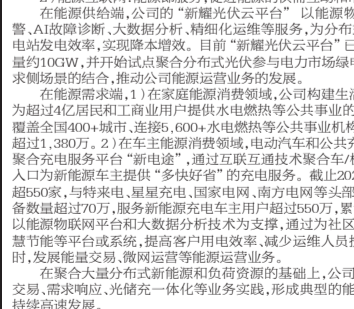 在能源供给端，公司的“新耀光伏云平台” 以能源物
警、AI故障诊断、大数据分析、精细化运维等服务，为分布
电站发电效率，实现降本增效。目前“新耀光伏云平台”已
量约10GW，并开始试点聚合分布式光伏参与电力市场绿电
求侧场景的结合，推动公司能源运营业务的发展。
在能源需求端，1）在家庭能源消费领域，公司构建生活
为超过4亿居民和工商业用户提供水电燃热等公共事业的
覆盖全国400+城市、连接5,600+水电燃热等公共事业机构
超过1,380万。2）在车主能源消费领域，电动汽车和公共充
聚合充电服务平台“新电途”，通过互联互通技术聚合车/桩
入口为新能源车主提供“多快好省”的充电服务。截止202
超550家，与特来电、星星充电、国家电网、南方电网等头部
备数量超过70万，服务新能源充电车主用户超过550万，累
以能源物联网平台和大数据分析技术为支撑，通过为社区
慧节能等平台或系统，提高客户用电效率、减少运维人员投
时，发展能量交易、微网运营等能源运营业务。
在聚合大量分布式新能源和负荷资源的基础上，公司
交易、需求响应、光储充一体化等业务实践，形成典型的能
持续高速发展。